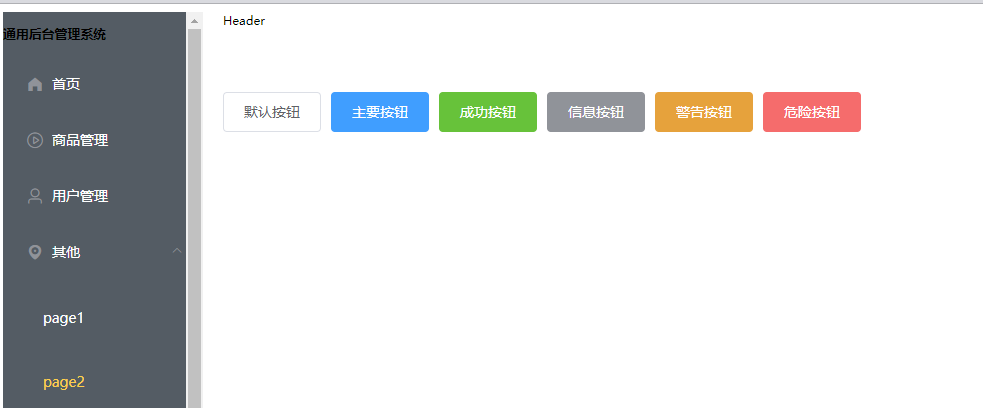 通用后台管理系统
首页
商品管理
用户管理
其他
page1
page2
Header
默认按钮 主要按钮 成功按钮 信息按钮 警告按钮 危险按钮